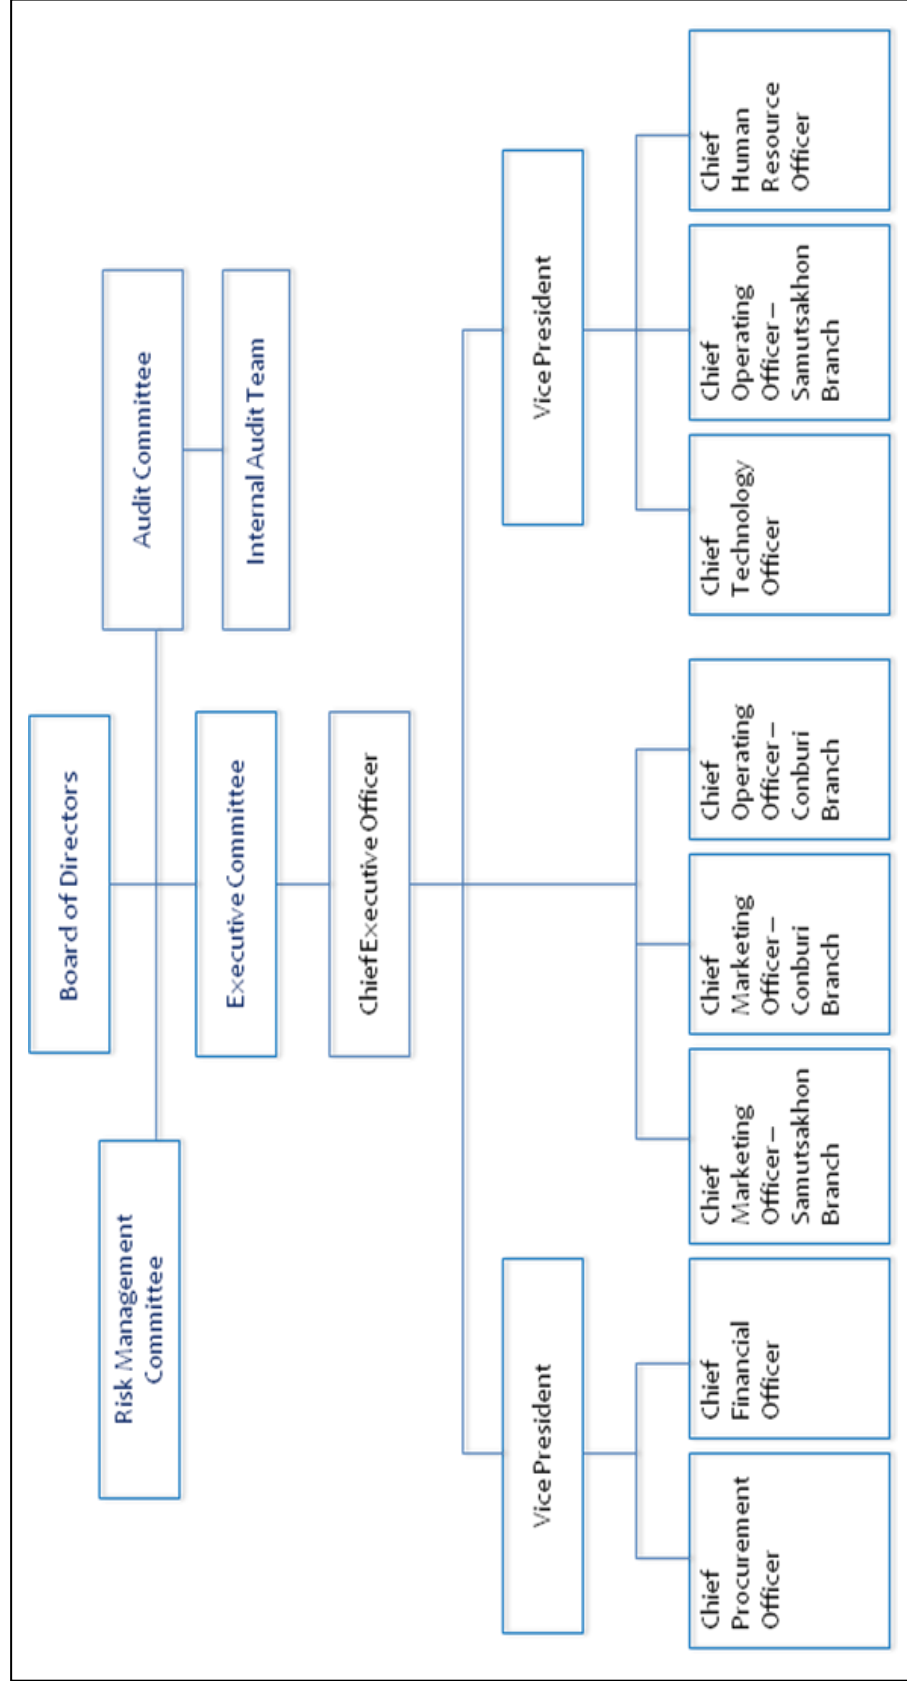 Board of Directors
Risk Management
Committee
Audit Committee
Executive Committee
Internal Audit Team
Chief Executive Officer
Vice President
Vice President
Chief
Procurement
Officer
Chief
Financial
Officer
Chief
Marketing
Officer–
Samutsakhon
Branch
Chief
Marketing
Officer–
Conburi
Branch
Chief
Operating
Officer–
Conburi
Branch
Chief
Technology
Officer
Chief
Operating
Officer–
Samutsakhon
Branch
Chief
Human
Resource
Officer